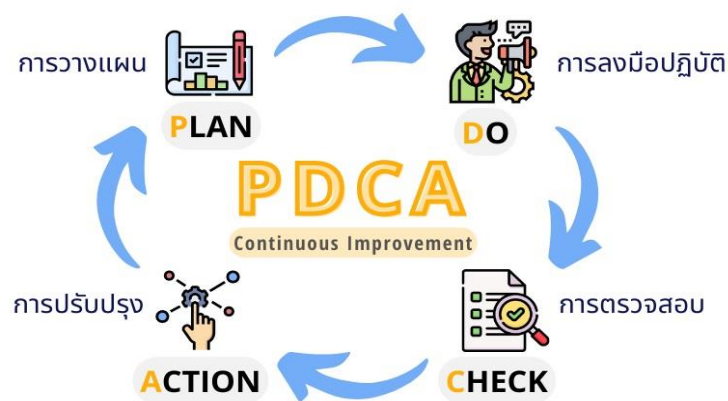 การวางแผน
PLAN
การลงมือปฏิบัติ
DO
PDCA
Continuous Improvement
การปรับปรุง
ACTION
การตรวจสอบ
CHECK